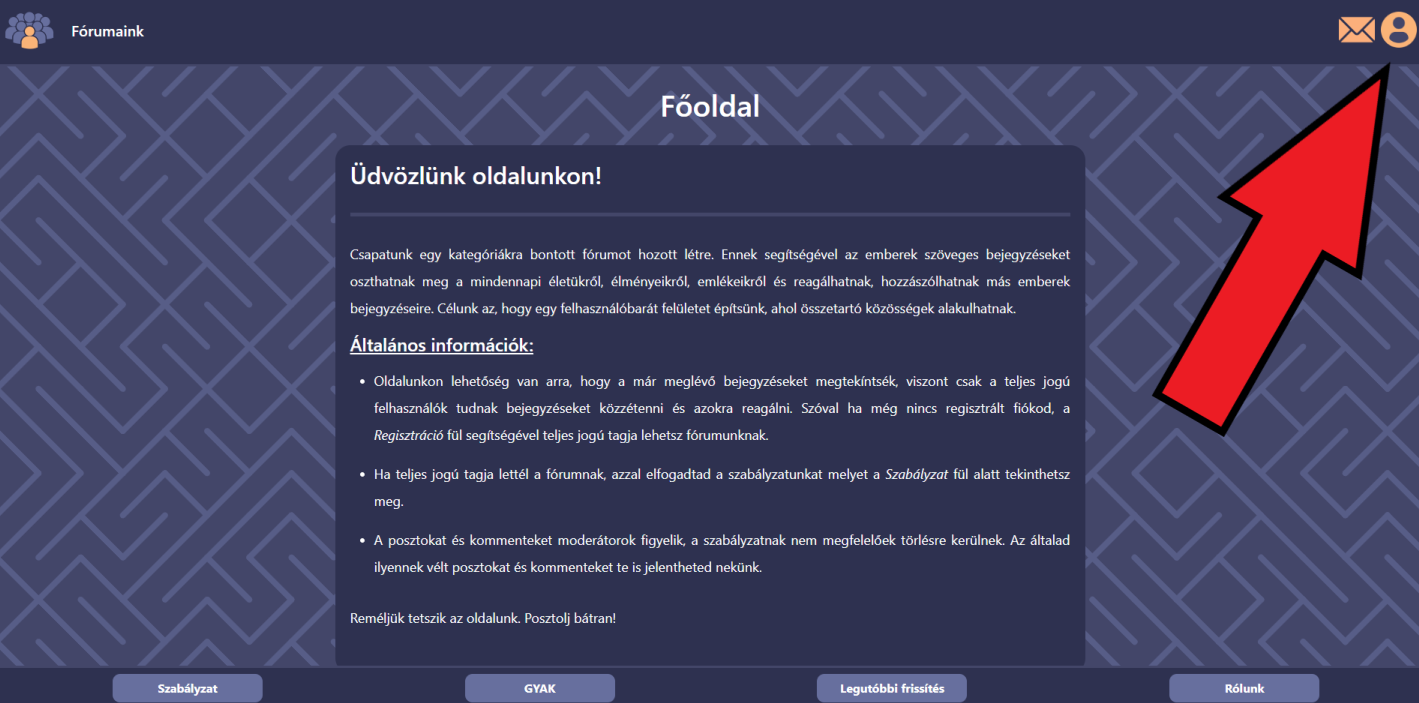 Fórumaink
Főoldal
Üdvözlünk oldalunkon!
Csapatunk egy kategóriákra bontott fórumot hozott létre. Ennek segítségével az emberek szöveges bejegyzéseket
oszthatnak meg a mindennapi életükről, élményeikről, emlékeikről és reagálhatnak, hozzászólhatnak más emberek
bejegyzéseire. Célunk az, hogy egy felhasználóbarát felületet építsünk, ahol összetartó közösségek alakulhatnak.
Általános információk:
• Oldalunkon lehetőség van arra, hogy a már meglévő bejegyzéseket megtekíntsék, viszont csak a teljes jogú
felhasználók tudnak bejegyzéseket közzétenni és azokra reagálni. Szóval ha még nincs regisztrált fiókod, a
Regisztráció fül segítségével teljes jogú tagja lehetsz fórumunknak.
• Ha teljes jogú tagja lettél a fórumnak, azzal elfogadtad a szabályzatunkat melyet a Szabályzat fül alatt tekinthetsz
meg.
• A posztokat és kommenteket moderátorok figyelik, a szabályzatnak nem megfelelőek törlésre kerülnek. Az általad
ilyennek vélt posztokat és kommenteket te is jelentheted nekünk.
Reméljük tetszik az oldalunk. Posztolj bátran!
Szabályzat
GYAK
Legutóbbi frissítés
Rólunk